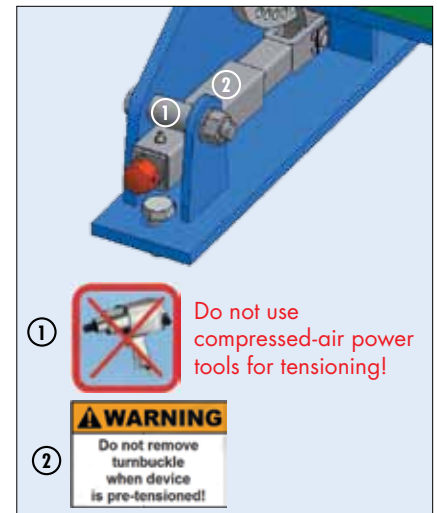 ①
②
① Do not use
compressed-air power
tools for tensioning!
WARNING
② Do not remove
turnbuckle
when device
is pre-tensioned!